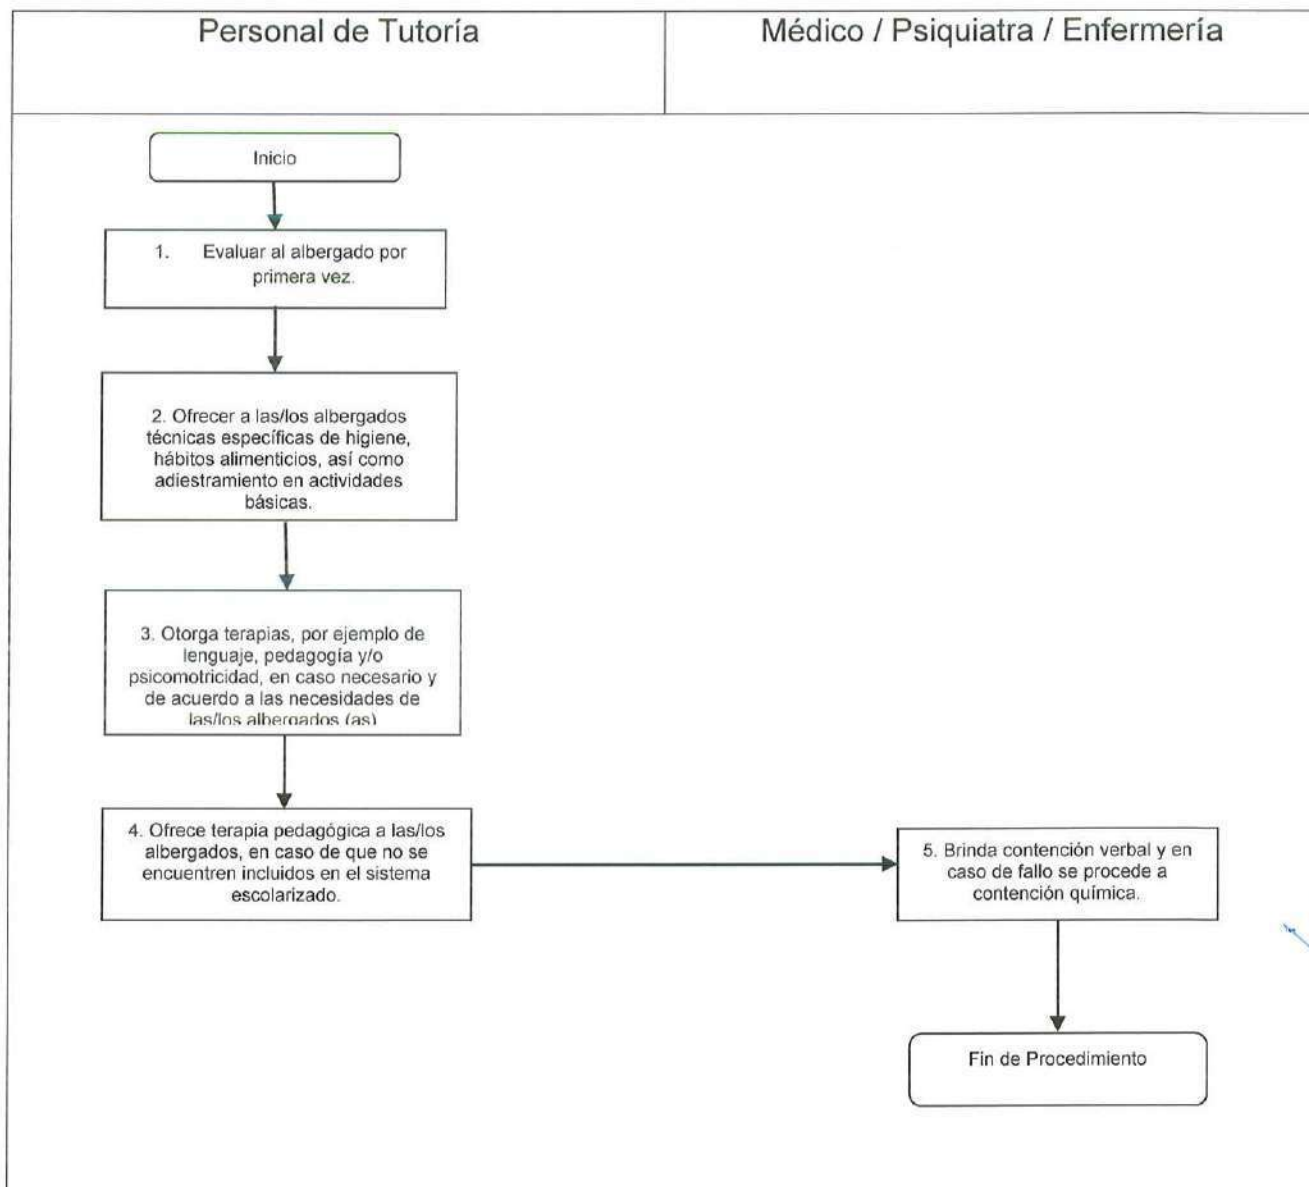 Personal de Tutoría
Médico / Psiquiatra / Enfermería
Inicio
1. Evaluar al albergado por
primera vez.
2. Ofrecer a las/los albergados
técnicas específicas de higiene,
hábitos alimenticios, así como
adiestramiento en actividades
básicas.
3. Otorga terapias, por ejemplo de
lenguaje, pedagogía y/o
psicomotricidad, en caso necesario y
de acuerdo a las necesidades de
las/los albergados (as)
4. Ofrece terapia pedagógica a las/los
albergados, en caso de que no se
encuentren incluidos en el sistema
escolarizado.
5. Brinda contención verbal y en
caso de fallo se procede a
contención química.
Fin de Procedimiento